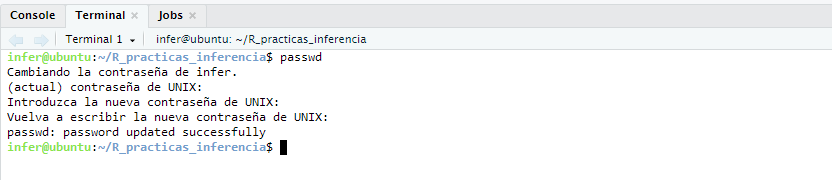 Console Terminal × Jobs ×
Terminal 1 infer@ubuntu: ~/R_practicas_inferencia
infer@ubuntu:~/R_practicas_inferencia$ passwd
Cambiando la contraseña de infer.
(actual) contraseña de UNIX:
Introduzca la nueva contraseña de UNIX:
Vuelva a escribir la nueva contraseña de UNIX:
passwd: password updated successfully
infer@ubuntu:~/R_practicas_inferencia$